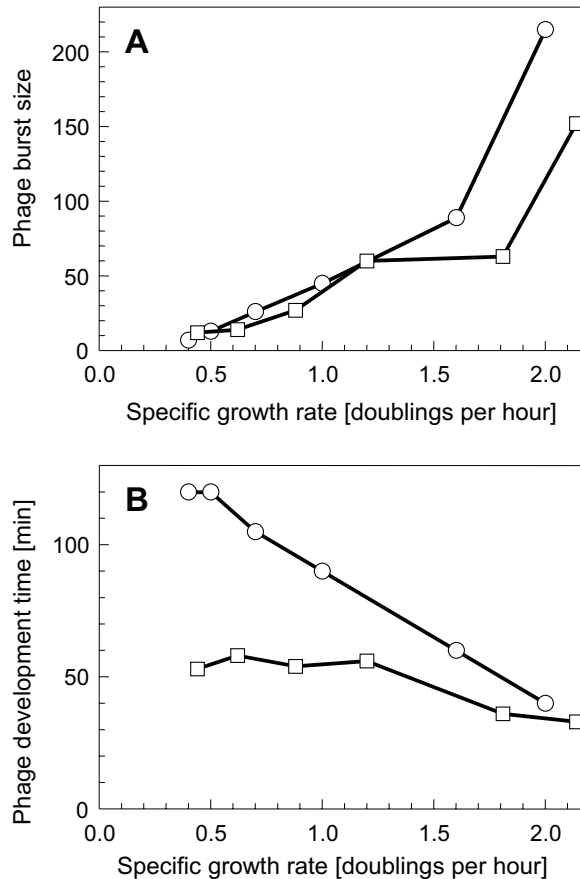 A
Phage burst size
200
150
100
50
0
0.0 0.5 1.0 1.5 2.0
Specific growth rate [doublings per hour]
B
Phage development time [min]
100
50
0
0.0 0.5 1.0 1.5 2.0
Specific growth rate [doublings per hour]